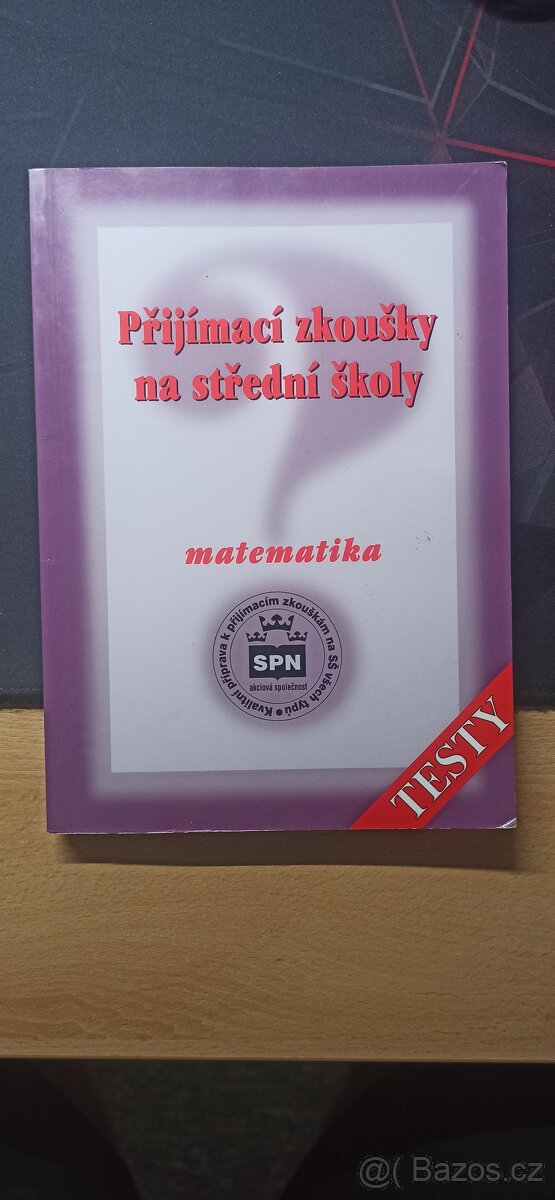 Přijímací zkoušky
na střední školy
matematika
Kvalitní příprava k přijímacím zkouškám na SŠ všech typů •
SPN
akciová společnost
TESTY
@( Bazos.cz